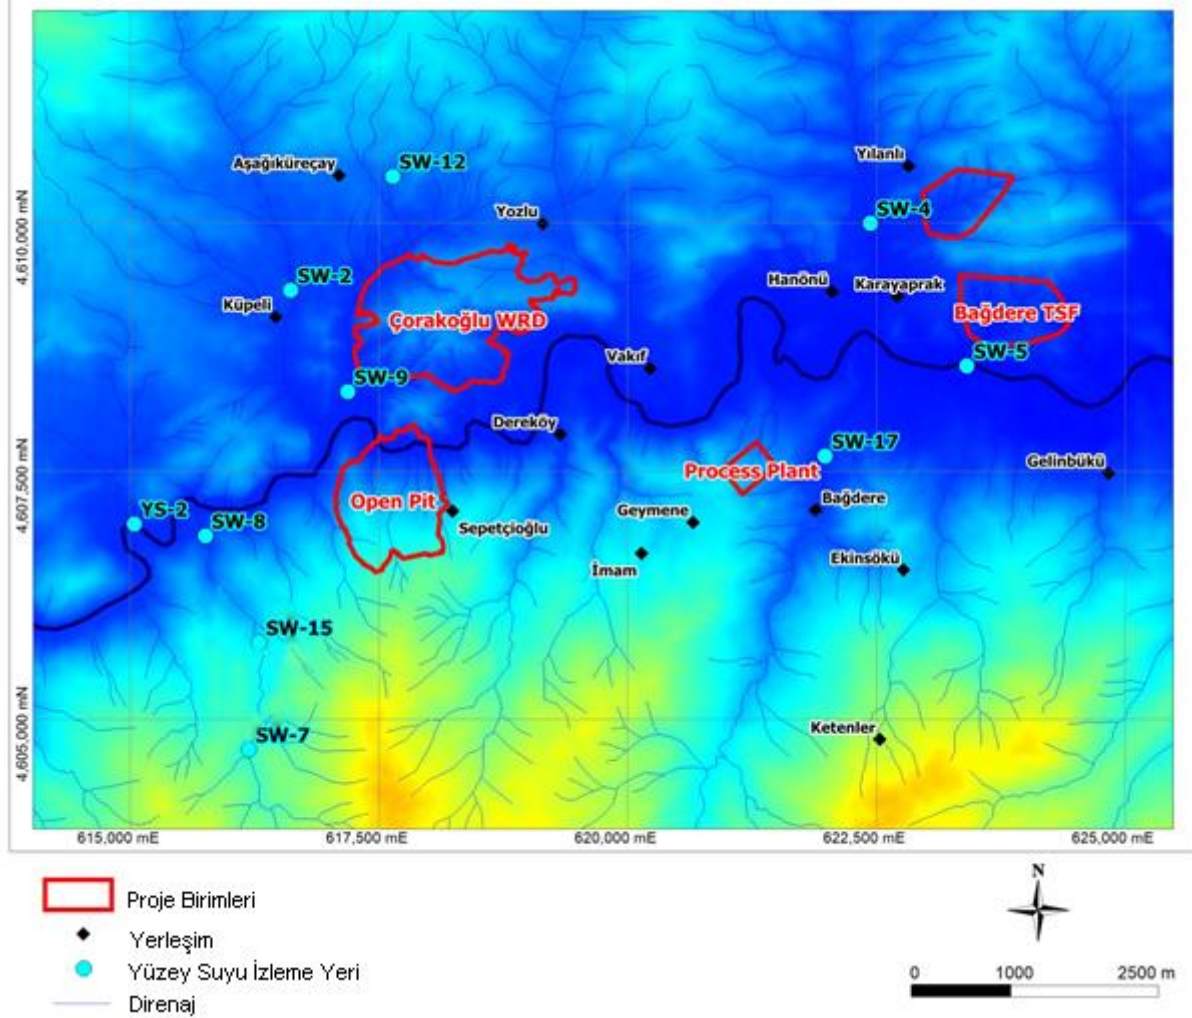 Aşağıküreçay
SW-12
Yılanlı
Yozlu
SW-4
4,610,000 mN
SW-2
Küpeli
Hanönü
Karayaprak
Çorakoğlu WRD
Bağdere TSF
Vakıf
SW-5
SW-9
Dereköy
SW-17
Process Plant
Gelinbükü
4,607,500 mN
Open Pit
YS-2
SW-8
Sepetçioğlu
Geymene
Bağdere
İmam
Ekinsökü
SW-15
4,605,000 mN
SW-7
Ketenler
615,000 mE
617,500 mE
620,000 mE
622,500 mE
625,000 mE
Proje Birimleri
Yerleşim
Yüzey Suyu İzleme Yeri
Direnaj
N
0 1000 2500 m